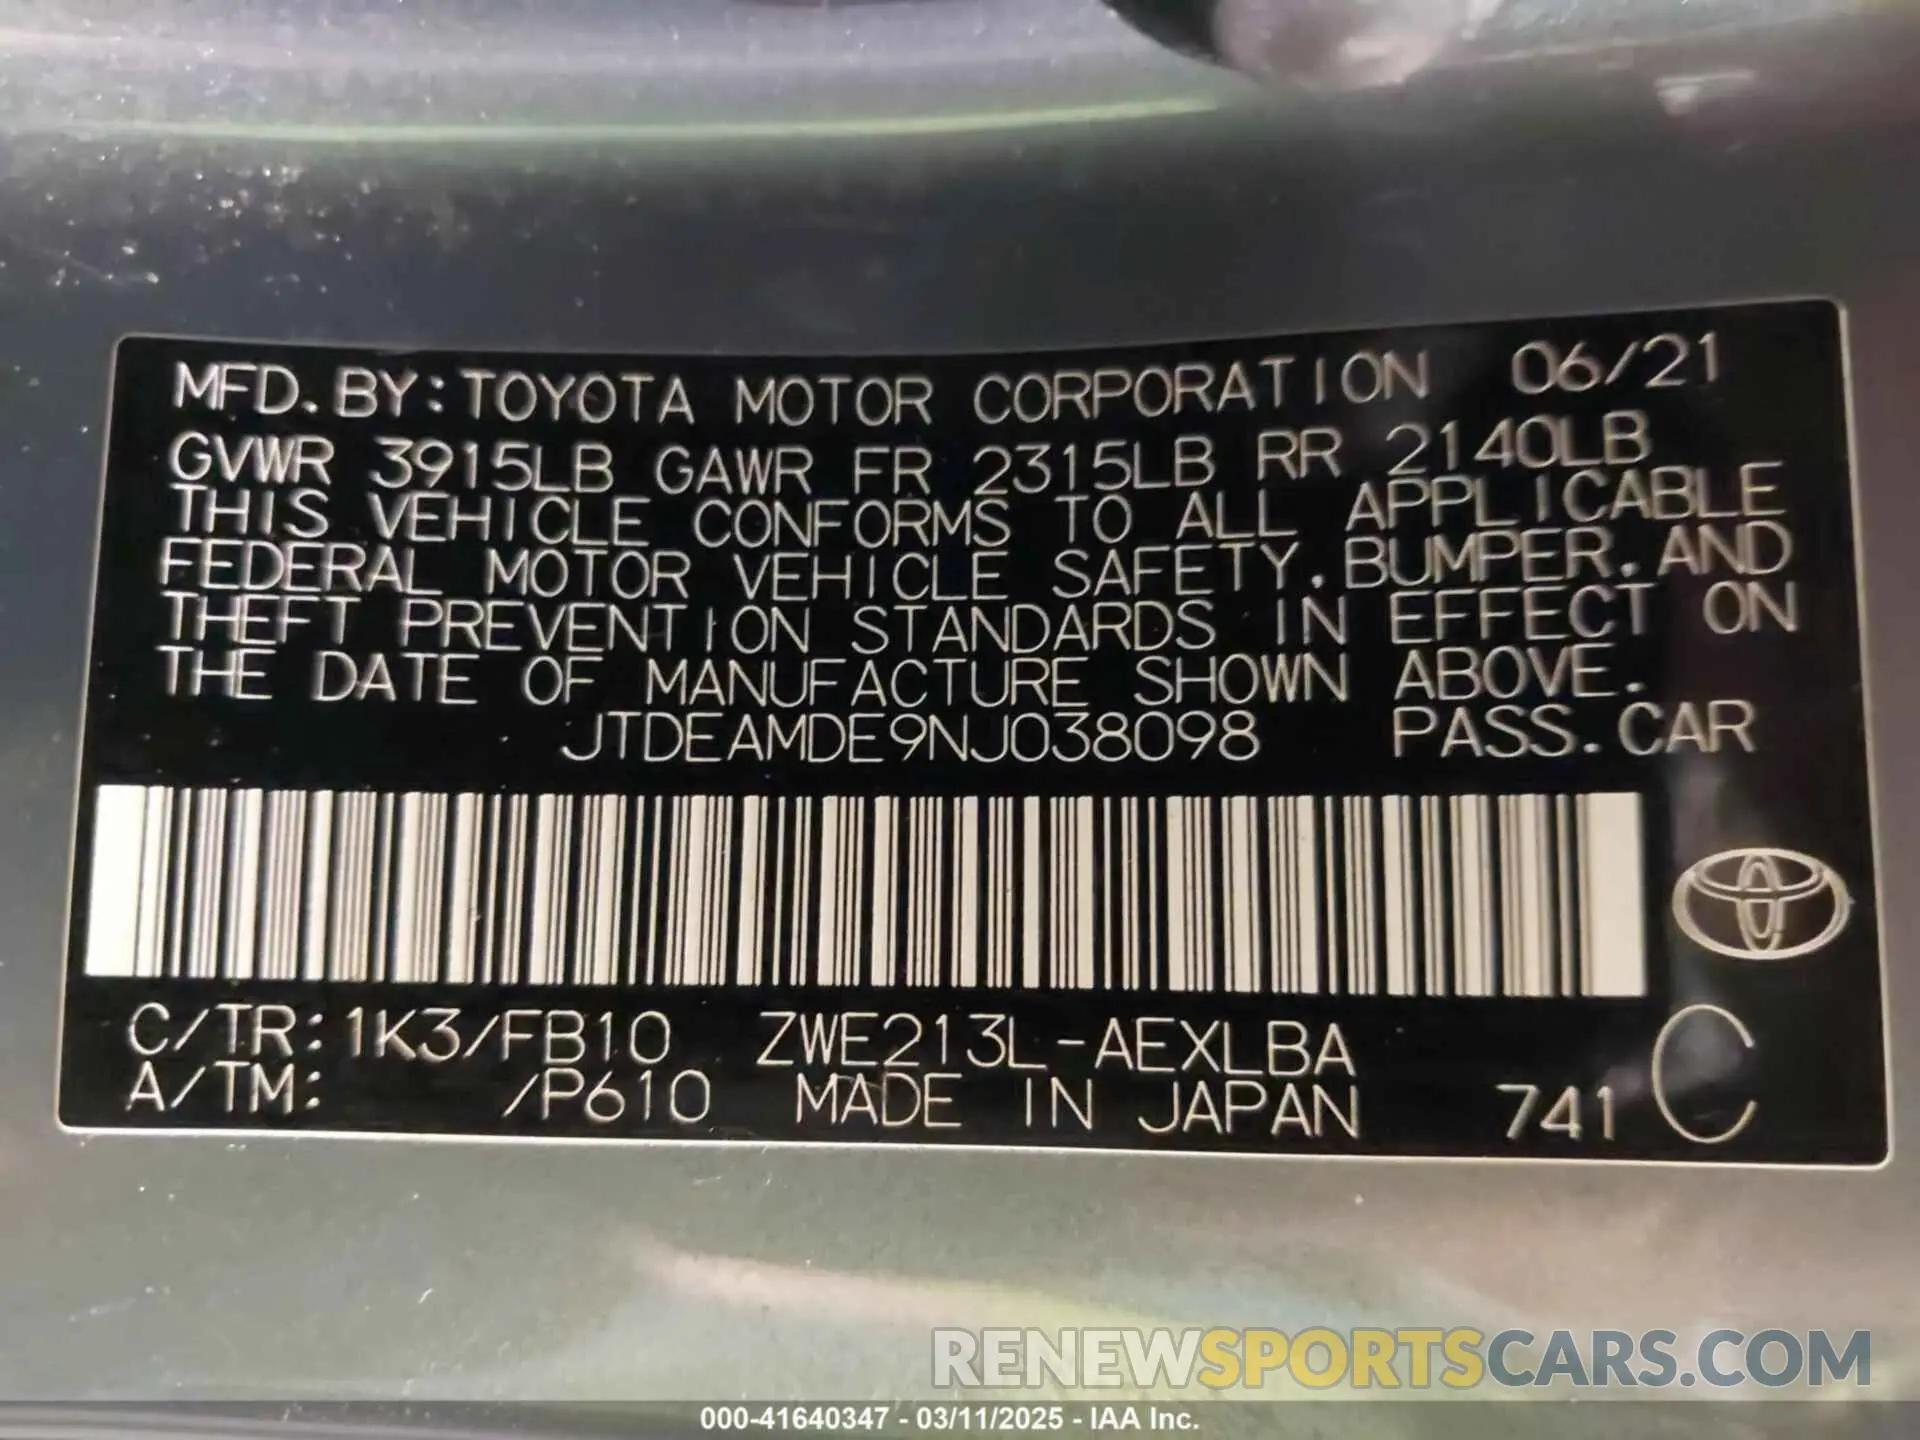 MFD. BY: TOYOTA MOTOR CORPORATION 06/21
GVWR 3915LB GAWR FR 2315LB RR 2140LB
THIS VEHICLE CONFORMS TO ALL APPLICABLE
FEDERAL MOTOR VEHICLE SAFETY, BUMPER, AND
THEFT PREVENTION STANDARDS IN EFFECT ON
THE DATE OF MANUFACTURE SHOWN ABOVE.
JTDEAMDE9NJ038098 PASS. CAR
C/TR: 1K3/FB10 ZWE213L-AEXLBA
A/TM: /P610 MADE IN JAPAN 741 C
RENEWSPORTSCARS.COM
000-41640347 - 03/11/2025 - IAA Inc.